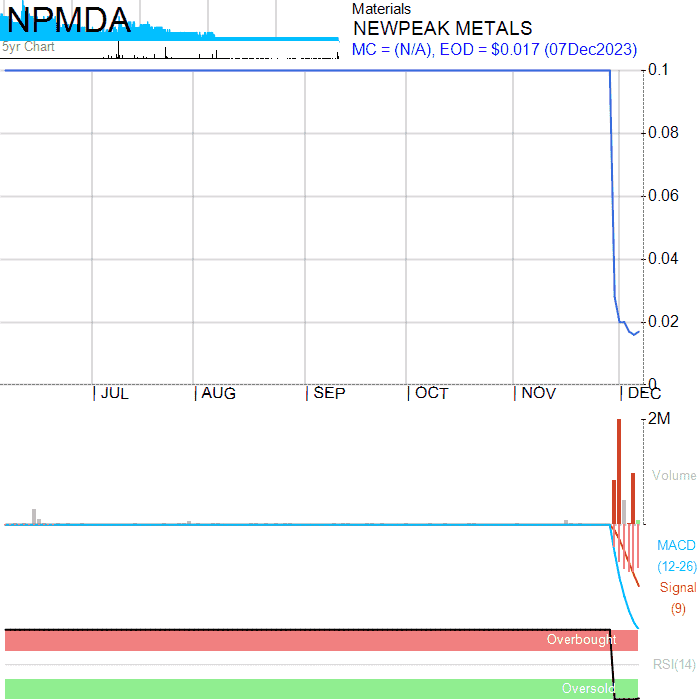 NPMDA
5yr Chart
Materials
NEWPEAK METALS
MC = (N/A), EOD = $0.017 (07Dec2023)
0.1
0.08
0.06
0.04
0.02
0
JUL AUG SEP OCT NOV DEC
2M
Volume
MACD
(12-26)
Signal
(9)
Overbought
RSI(14)
Oversold